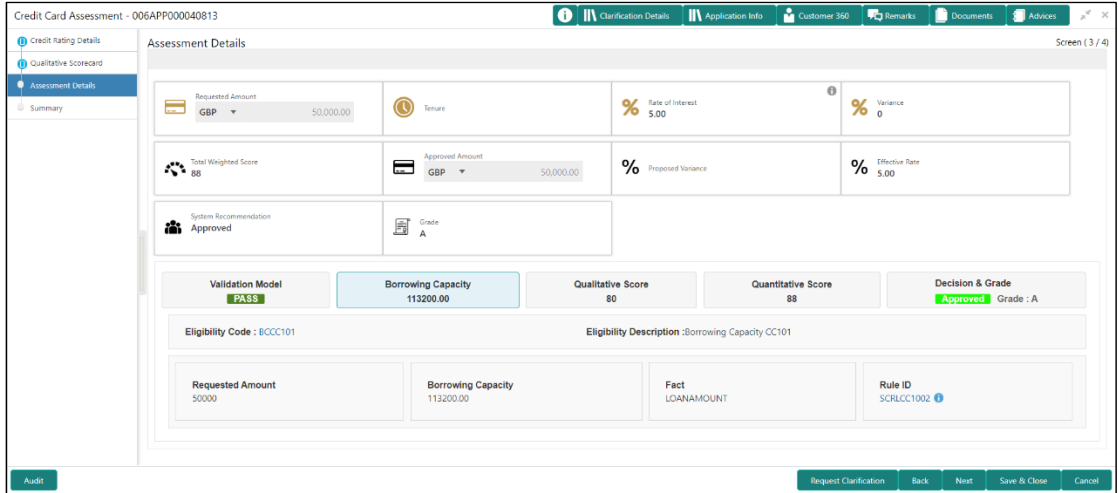 Credit Card Assessment - 006APP000040813
Clarification Details
Application Info
Customer 360
Remarks
Documents
Advices
Credit Rating Details
Qualitative Scorecard
Assessment Details
Summary
Assessment Details
Screen ( 3 / 4)
Requested Amount
GBP 50,000.00
Tenure
Rate of Interest
5.00
Variance
0
Total Weighted Score
88
Approved Amount
GBP 50,000.00
Proposed Variance
Effective Rate
5.00
System Recommendation
Approved
Grade
A
Validation Model
PASS
Borrowing Capacity
113200.00
Qualitative Score
80
Quantitative Score
88
Decision & Grade
Approved Grade : A
Eligibility Code : BCCC101
Eligibility Description :Borrowing Capacity CC101
Requested Amount
50000
Borrowing Capacity
113200.00
Fact
LOANAMOUNT
Rule ID
SCRLCC1002
Audit
Request Clarification
Back
Next
Save & Close
Cancel